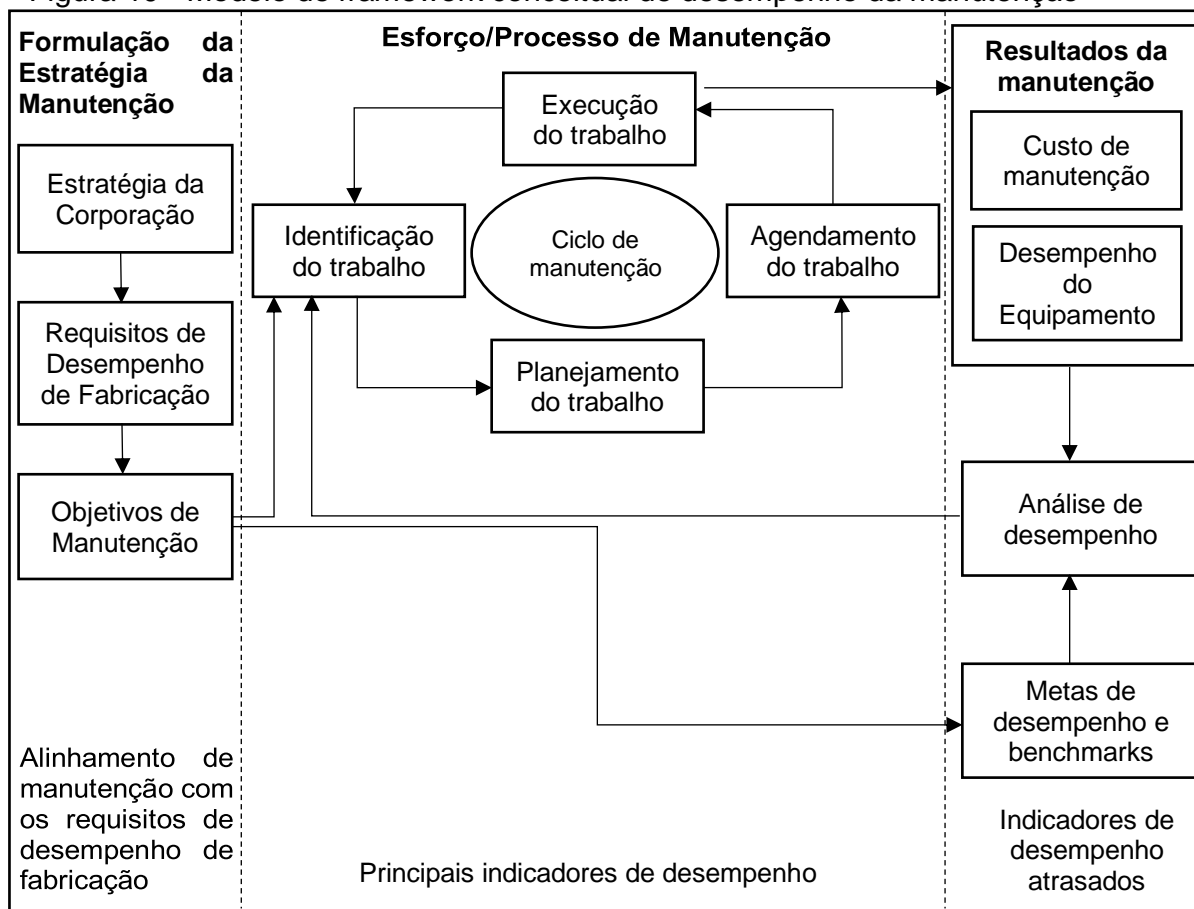 Formulação da
Estratégia da
Manutenção
Estratégia da
Corporação
Requisitos de
Desempenho
de Fabricação
Objetivos de
Manutenção
Alinhamento de
manutenção com
os requisitos de
desempenho de
fabricação
Esforço/Processo de Manutenção
Execução
do trabalho
Identificação
do trabalho
Ciclo de
manutenção
Agendamento
do trabalho
Planejamento
do trabalho
Principais indicadores de desempenho
Resultados da
manutenção
Custo de
manutenção
Desempenho
do
Equipamento
Análise de
desempenho
Metas de
desempenho e
benchmarks
Indicadores de
desempenho
atrasados